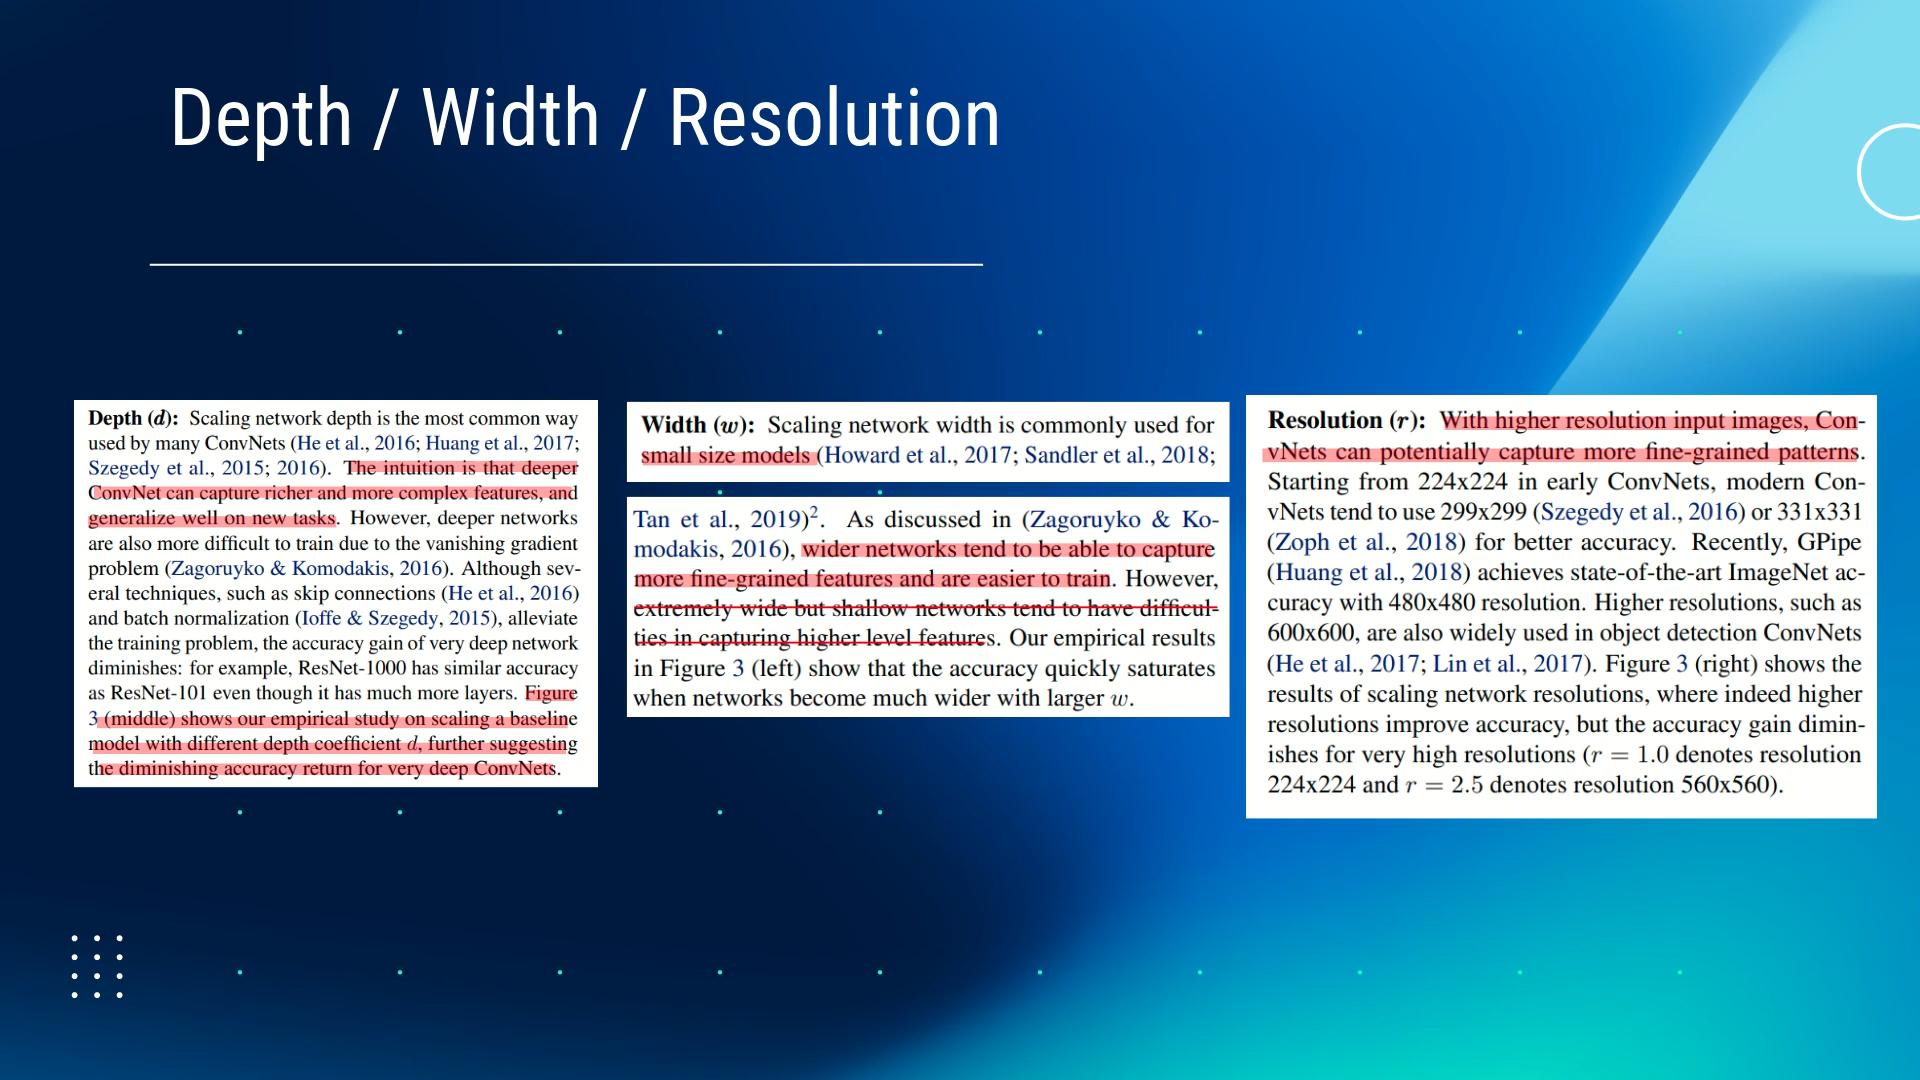 Depth / Width / Resolution
Depth (d): Scaling network depth is the most common way
used by many ConvNets (He et al., 2016; Huang et al., 2017;
Szegedy et al., 2015; 2016). The intuition is that deeper
ConvNet can capture richer and more complex features, and
generalize well on new tasks. However, deeper networks
are also more difficult to train due to the vanishing gradient
problem (Zagoruyko & Komodakis, 2016). Although sev-
eral techniques, such as skip connections (He et al., 2016)
and batch normalization (Ioffe & Szegedy, 2015), alleviate
the training problem, the accuracy gain of very deep network
diminishes: for example, ResNet-1000 has similar accuracy
as ResNet-101 even though it has much more layers. Figure
3 (middle) shows our empirical study on scaling a baseline
model with different depth coefficient d, further suggesting
the diminishing accuracy return for very deep ConvNets.
Width (w): Scaling network width is commonly used for
small size models (Howard et al., 2017; Sandler et al., 2018;
Tan et al., 2019)2. As discussed in (Zagoruyko & Ko-
modakis, 2016), wider networks tend to be able to capture
more fine-grained features and are easier to train. However,
extremely wide but shallow networks tend to have difficul-
ties in capturing higher level features. Our empirical results
in Figure 3 (left) show that the accuracy quickly saturates
when networks become much wider with larger w.
Resolution (r): With higher resolution input images, Con-
vNets can potentially capture more fine-grained patterns.
Starting from 224x224 in early ConvNets, modern Con-
vNets tend to use 299x299 (Szegedy et al., 2016) or 331x331
(Zoph et al., 2018) for better accuracy. Recently, GPipe
(Huang et al., 2018) achieves state-of-the-art ImageNet ac-
curacy with 480x480 resolution. Higher resolutions, such as
600x600, are also widely used in object detection ConvNets
(He et al., 2017; Lin et al., 2017). Figure 3 (right) shows the
results of scaling network resolutions, where indeed higher
resolutions improve accuracy, but the accuracy gain dimin-
ishes for very high resolutions (r = 1.0 denotes resolution
224x224 and r = 2.5 denotes resolution 560x560).